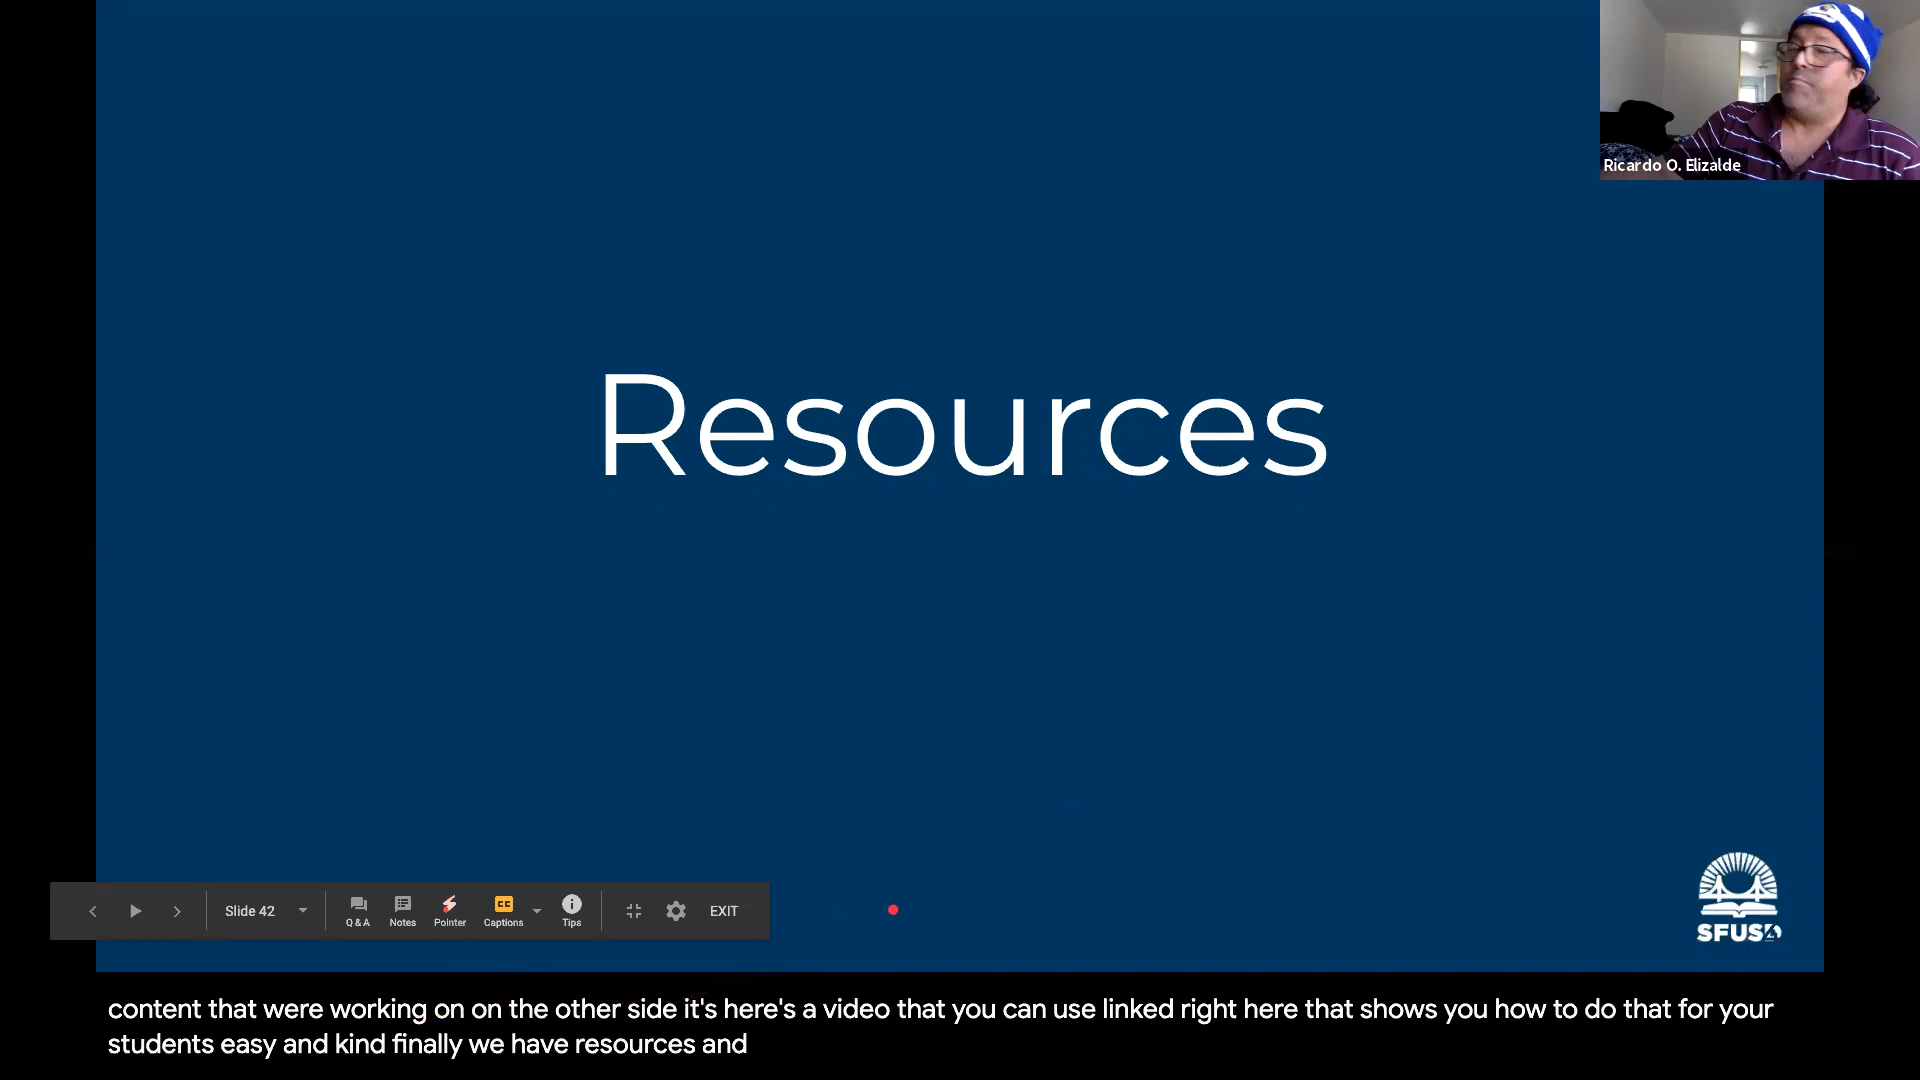 Ricardo O. Elizalde
Resources
Slide 42
Q & A
Notes
Pointer
Captions
Tips
EXIT
SFUSD
content that were working on on the other side it's here's a video that you can use linked right here that shows you how to do that for your
students easy and kind finally we have resources and